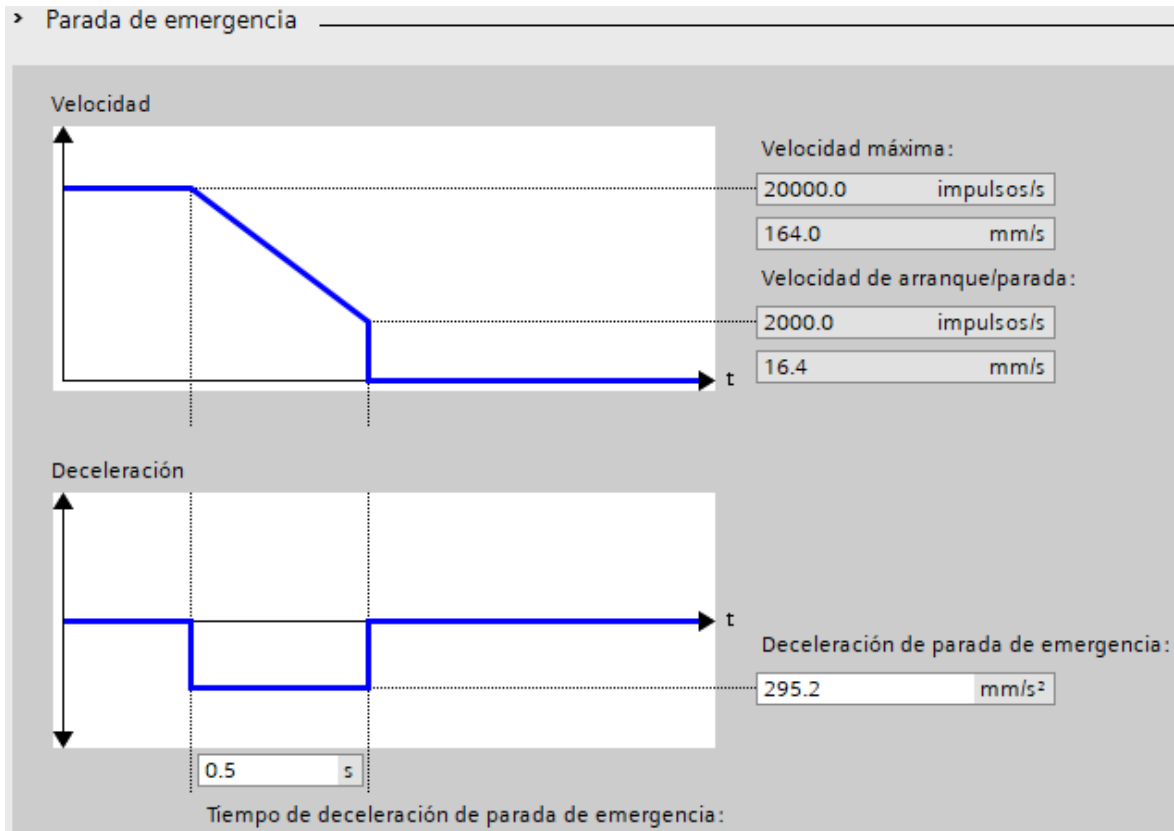 Parada de emergencia
Velocidad
Velocidad máxima:
20000.0 impulsos/s
164.0 mm/s
Velocidad de arranque/parada:
2000.0 impulsos/s
16.4 mm/s
t
Deceleración
t
Deceleración de parada de emergencia:
295.2 mm/s²
0.5 s
Tiempo de deceleración de parada de emergencia: